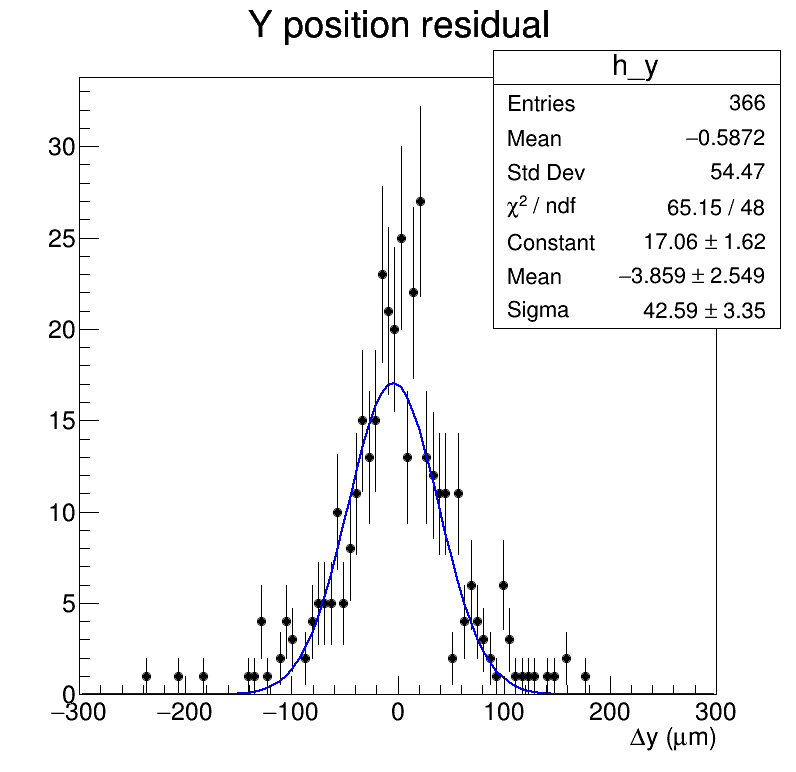 Y position residual
h_y
Entries 366
Mean −0.5872
Std Dev 54.47
χ² / ndf 65.15 / 48
Constant 17.06 ± 1.62
Mean −3.859 ± 2.549
Sigma 42.59 ± 3.35
30
25
20
15
10
5
0
−300 −200 −100 0 100 200 300
Δy (μm)